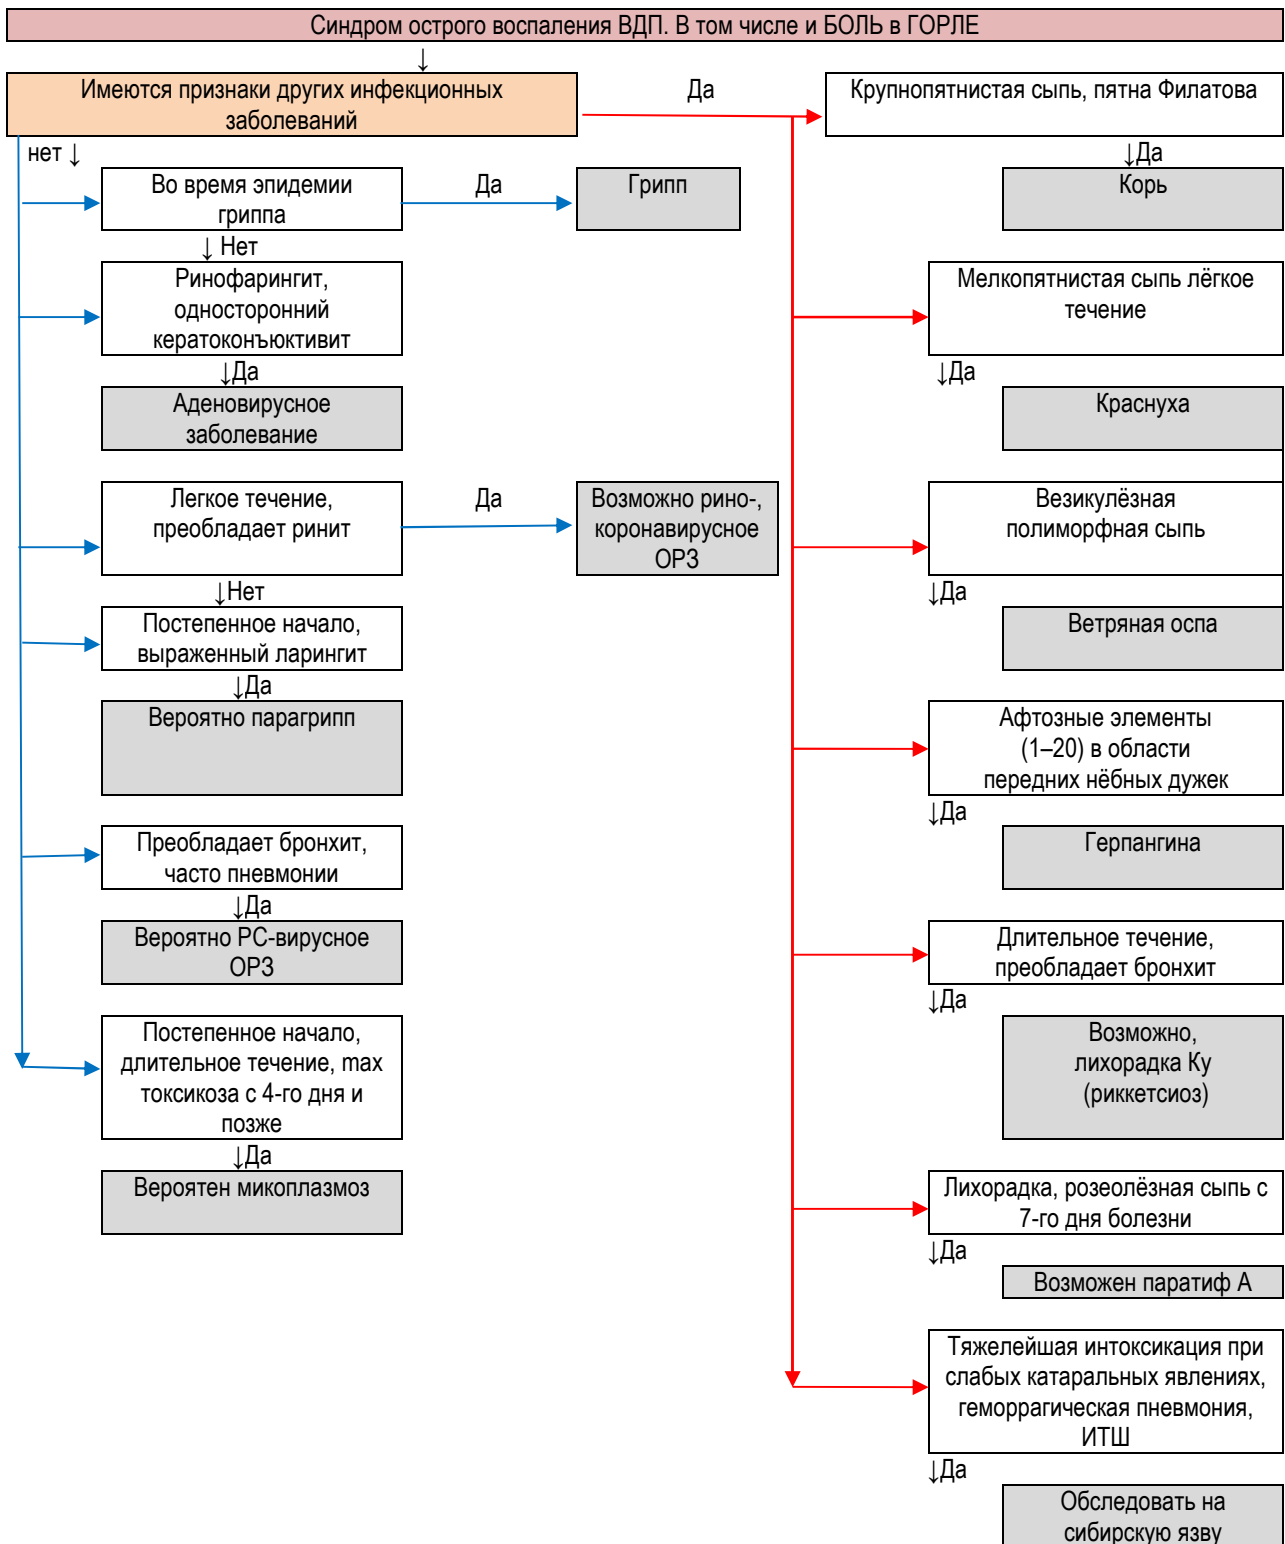 Синдром острого воспаления ВДП. В том числе и БОЛЬ в ГОРЛЕ
↓
Имеются признаки других инфекционных
заболеваний
Да
Крупнопятнистая сыпь, пятна Филатова
нет ↓
↓Да
Корь
Во время эпидемии
гриппа
Да
Грипп
↓ Нет
Ринофарингит,
односторонний
кератоконъюктивит
Мелкопятнистая сыпь лёгкое
течение
↓Да
↓Да
Аденовирусное
заболевание
Краснуха
Легкое течение,
преобладает ринит
Да
Возможно рино-,
коронавирусное
ОРЗ
Везикулёзная
полиморфная сыпь
↓Нет
↓Да
Постепенное начало,
выраженный ларингит
Ветряная оспа
↓Да
Вероятно парагрипп
Афтозные элементы
(1–20) в области
передних нёбных дужек
↓Да
Преобладает бронхит,
часто пневмонии
Герпангина
↓Да
Вероятно РС-вирусное
ОРЗ
Длительное течение,
преобладает бронхит
↓Да
Постепенное начало,
длительное течение, max
токсикоза с 4-го дня и
позже
Возможно,
лихорадка Ку
(риккетсиоз)
↓Да
Вероятен микоплазмоз
Лихорадка, розеолёзная сыпь с
7-го дня болезни
↓Да
Возможен паратиф А
Тяжелейшая интоксикация при
слабых катаральных явлениях,
геморрагическая пневмония,
ИТШ
↓Да
Обследовать на
сибирскую язву